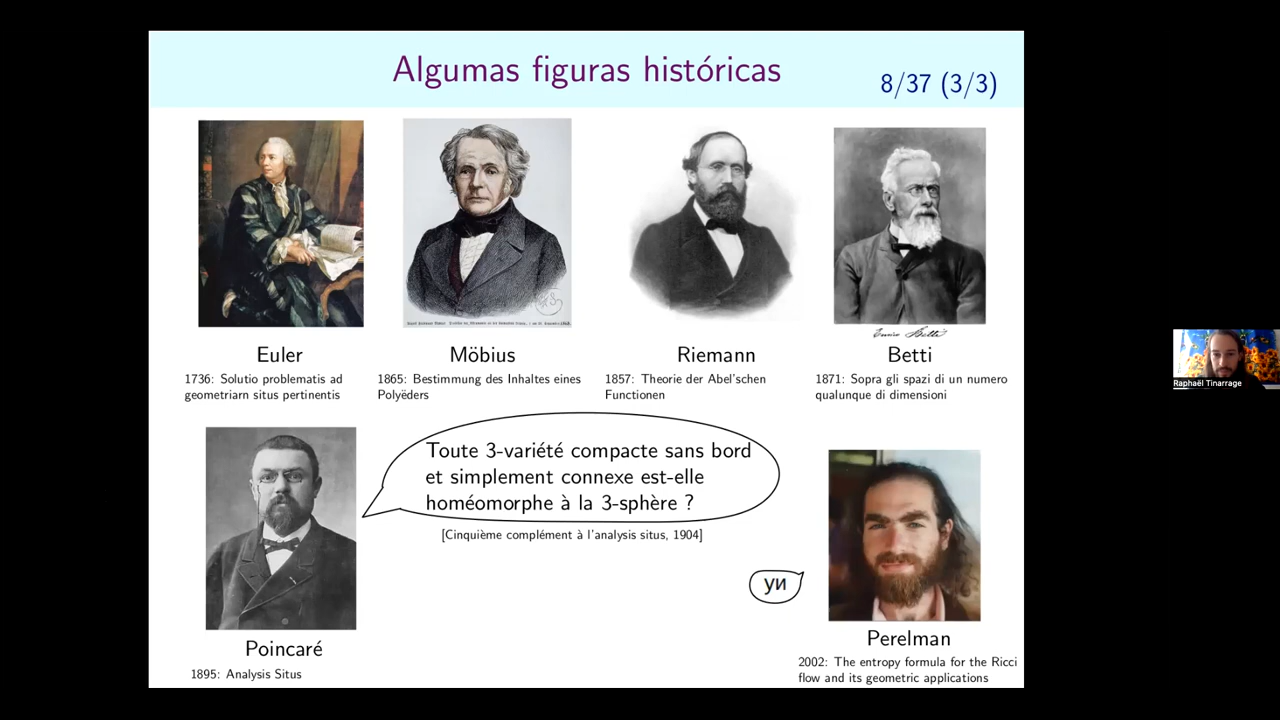 Algumas figuras históricas
8/37 (3/3)
Euler
1736: Solutio problematis ad
geometriarn situs pertinentis
Möbius
1865: Bestimmung des Inhaltes eines
Polyëders
Riemann
1857: Theorie der Abel'schen
Functionen
Betti
1871: Sopra gli spazi di un numero
qualunque di dimensioni
Toute 3-variété compacte sans bord
et simplement connexe est-elle
homéomorphe à la 3-sphère ?
[Cinquième complément à l'analysis situs, 1904]
уи
Poincaré
1895: Analysis Situs
Perelman
2002: The entropy formula for the Ricci
flow and its geometric applications
Raphaël Tinarrage